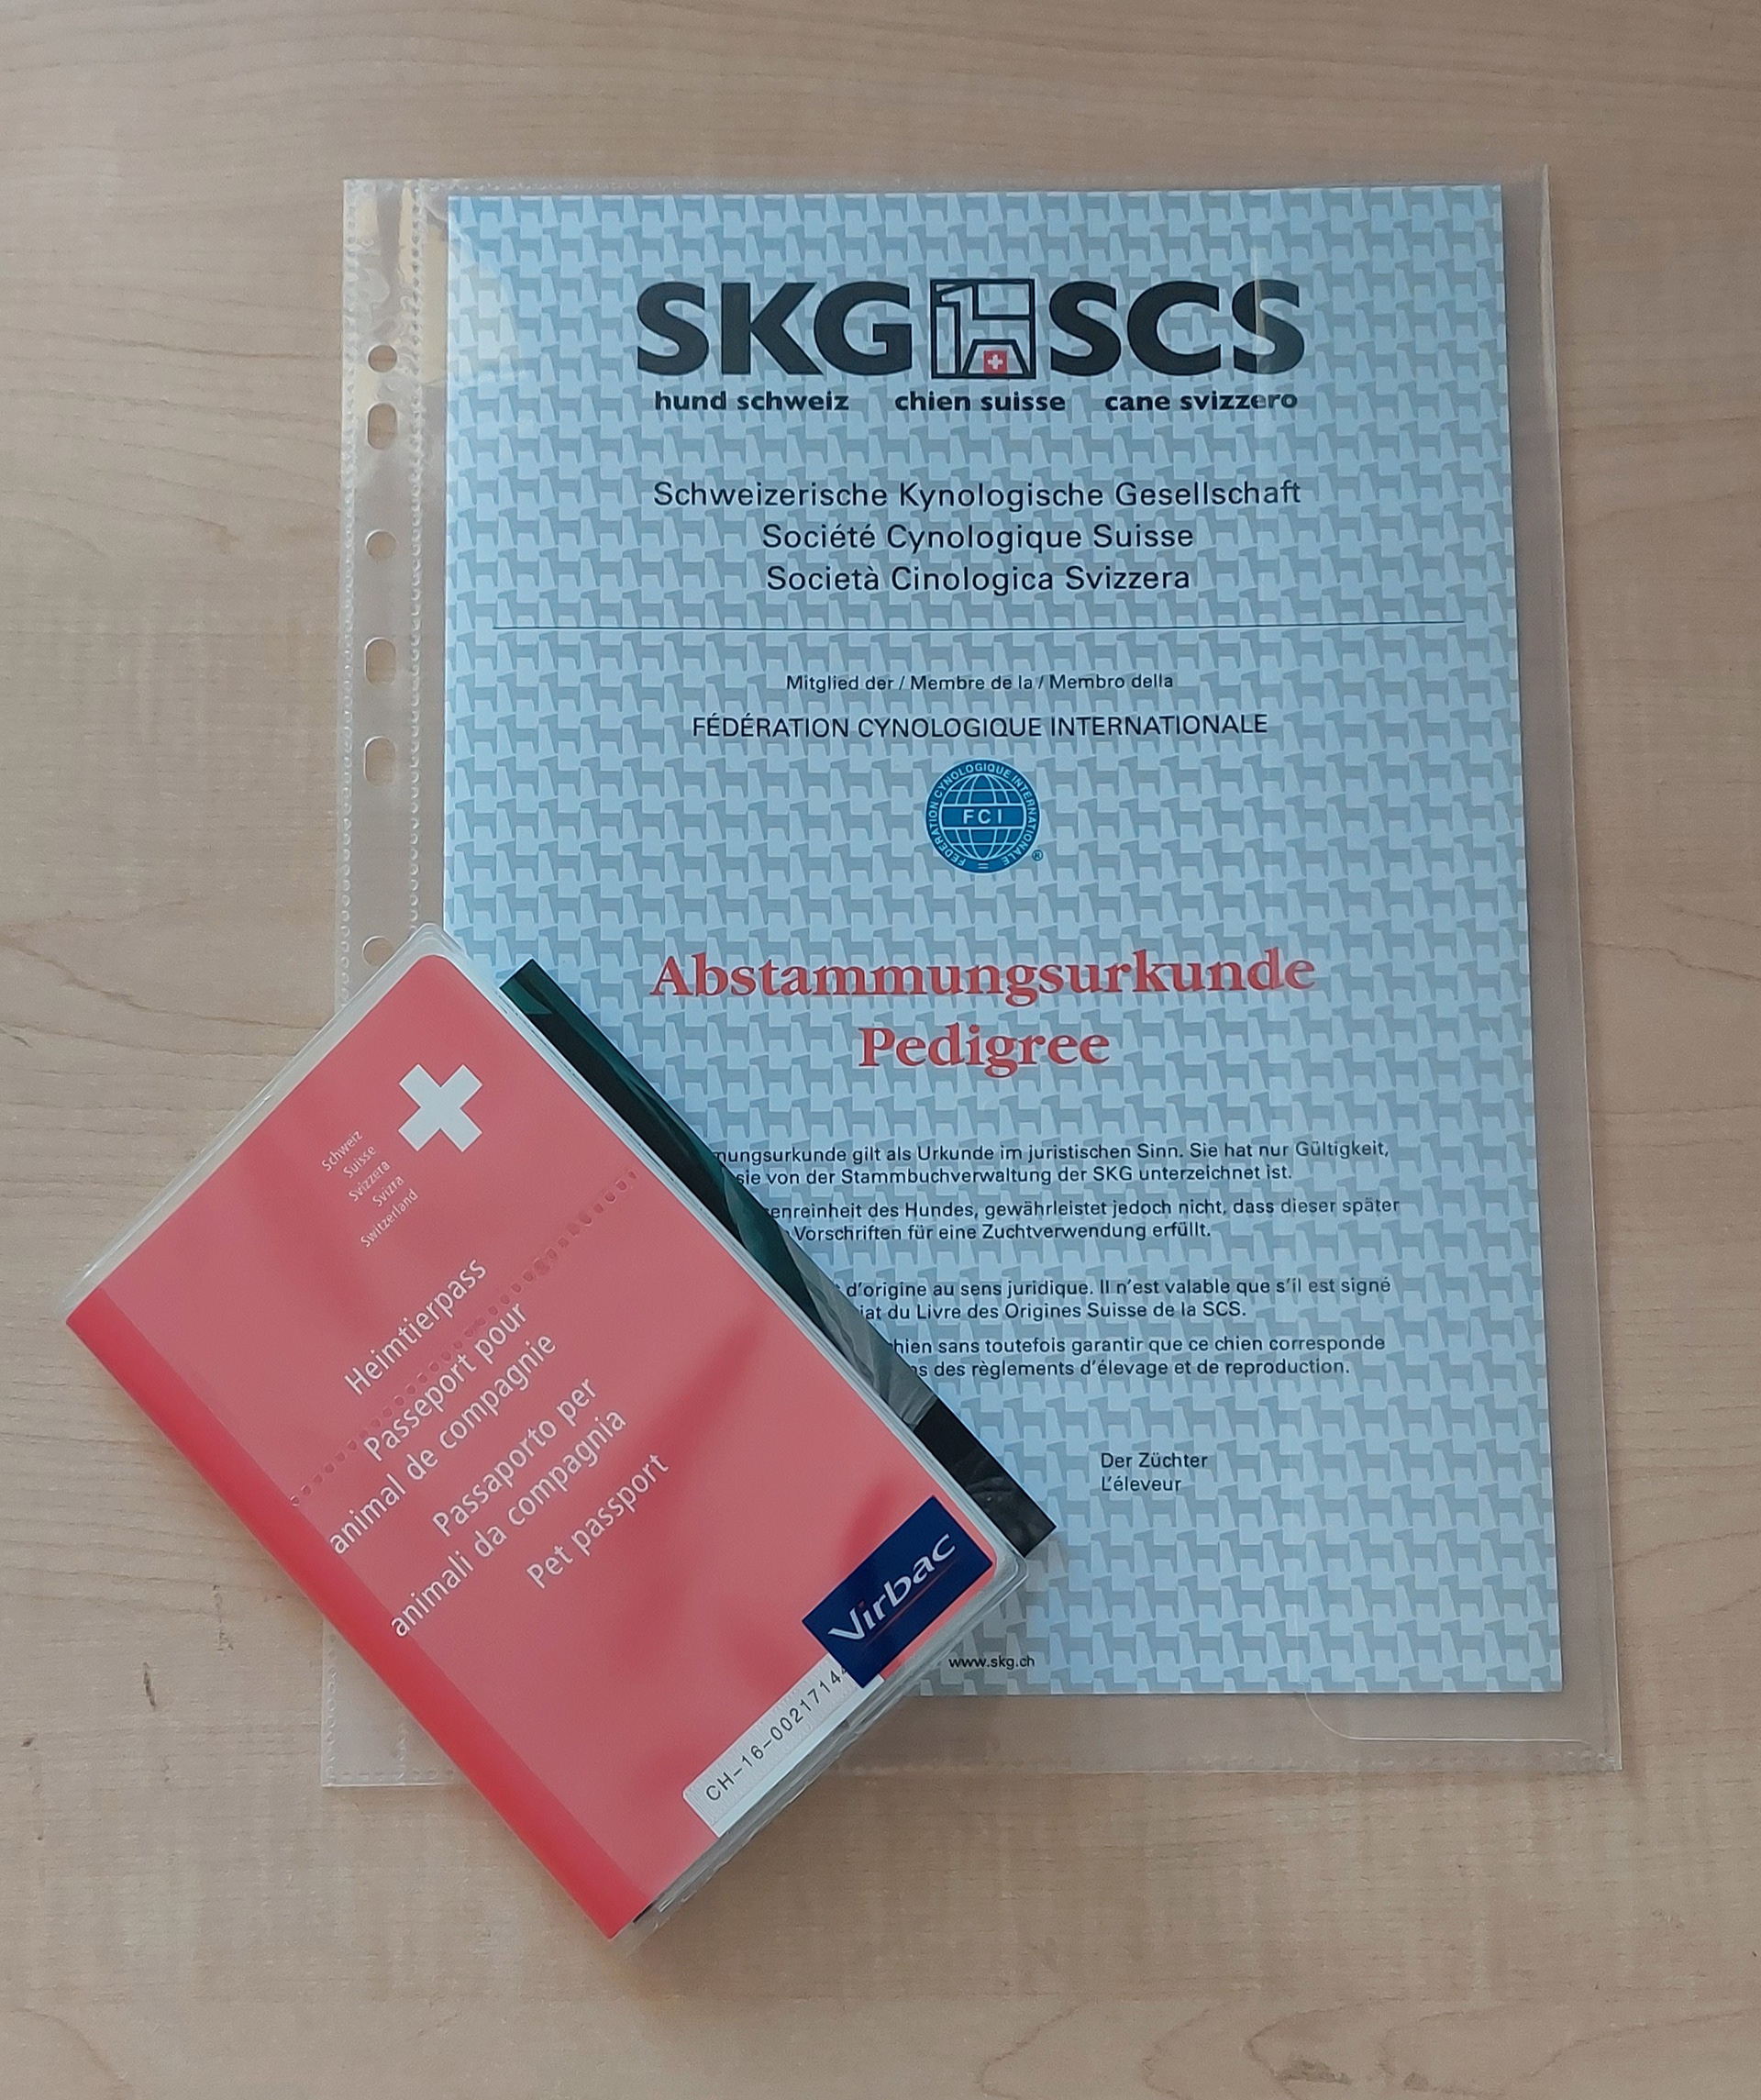 SKG SCS
hund schweiz chien suisse cane svizzero
Schweizerische Kynologische Gesellschaft
Société Cynologique Suisse
Società Cinologica Svizzera
Mitglied der / Membre de la / Membro della
FÉDÉRATION CYNOLOGIQUE INTERNATIONALE
FEDERATION CYNOLOGIQUE INTERNATIONALE
FCI
®
Abstammungsurkunde
Pedigree
nungsurkunde gilt als Urkunde im juristischen Sinn. Sie hat nur Gültigkeit,
sie von der Stammbuchverwaltung der SKG unterzeichnet ist.
enreinheit des Hundes, gewährleistet jedoch nicht, dass dieser später
Vorschriften für eine Zuchtverwendung erfüllt.
d'origine au sens juridique. Il n'est valable que s'il est signé
iat du Livre des Origines Suisse de la SCS.
hien sans toutefois garantir que ce chien corresponde
s des règlements d'élevage et de reproduction.
Der Züchter
L'éleveur
www.skg.ch
Schweiz
Suisse
Svizzera
Svizra
Switzerland
Heimtierpass
Passeport pour
animal de compagnie
Passaporto per
animali da compagnia
Pet passport
Virbac
CH-16-0021714